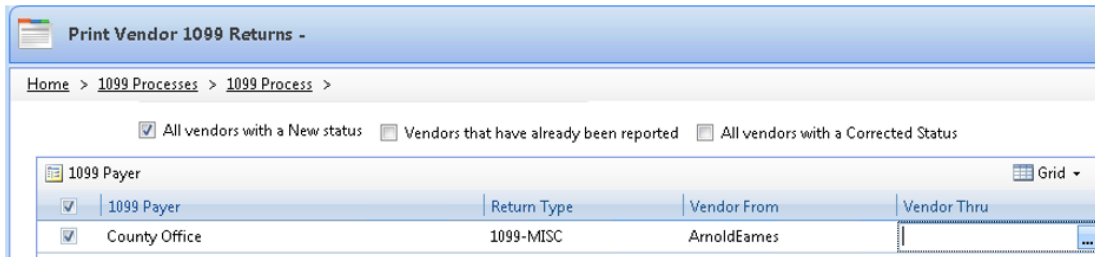 Print Vendor 1099 Returns -
Home > 1099 Processes > 1099 Process >
All vendors with a New status Vendors that have already been reported All vendors with a Corrected Status
1099 Payer Grid
1099 Payer Return Type Vendor From Vendor Thru
County Office 1099-MISC ArnoldEames ...